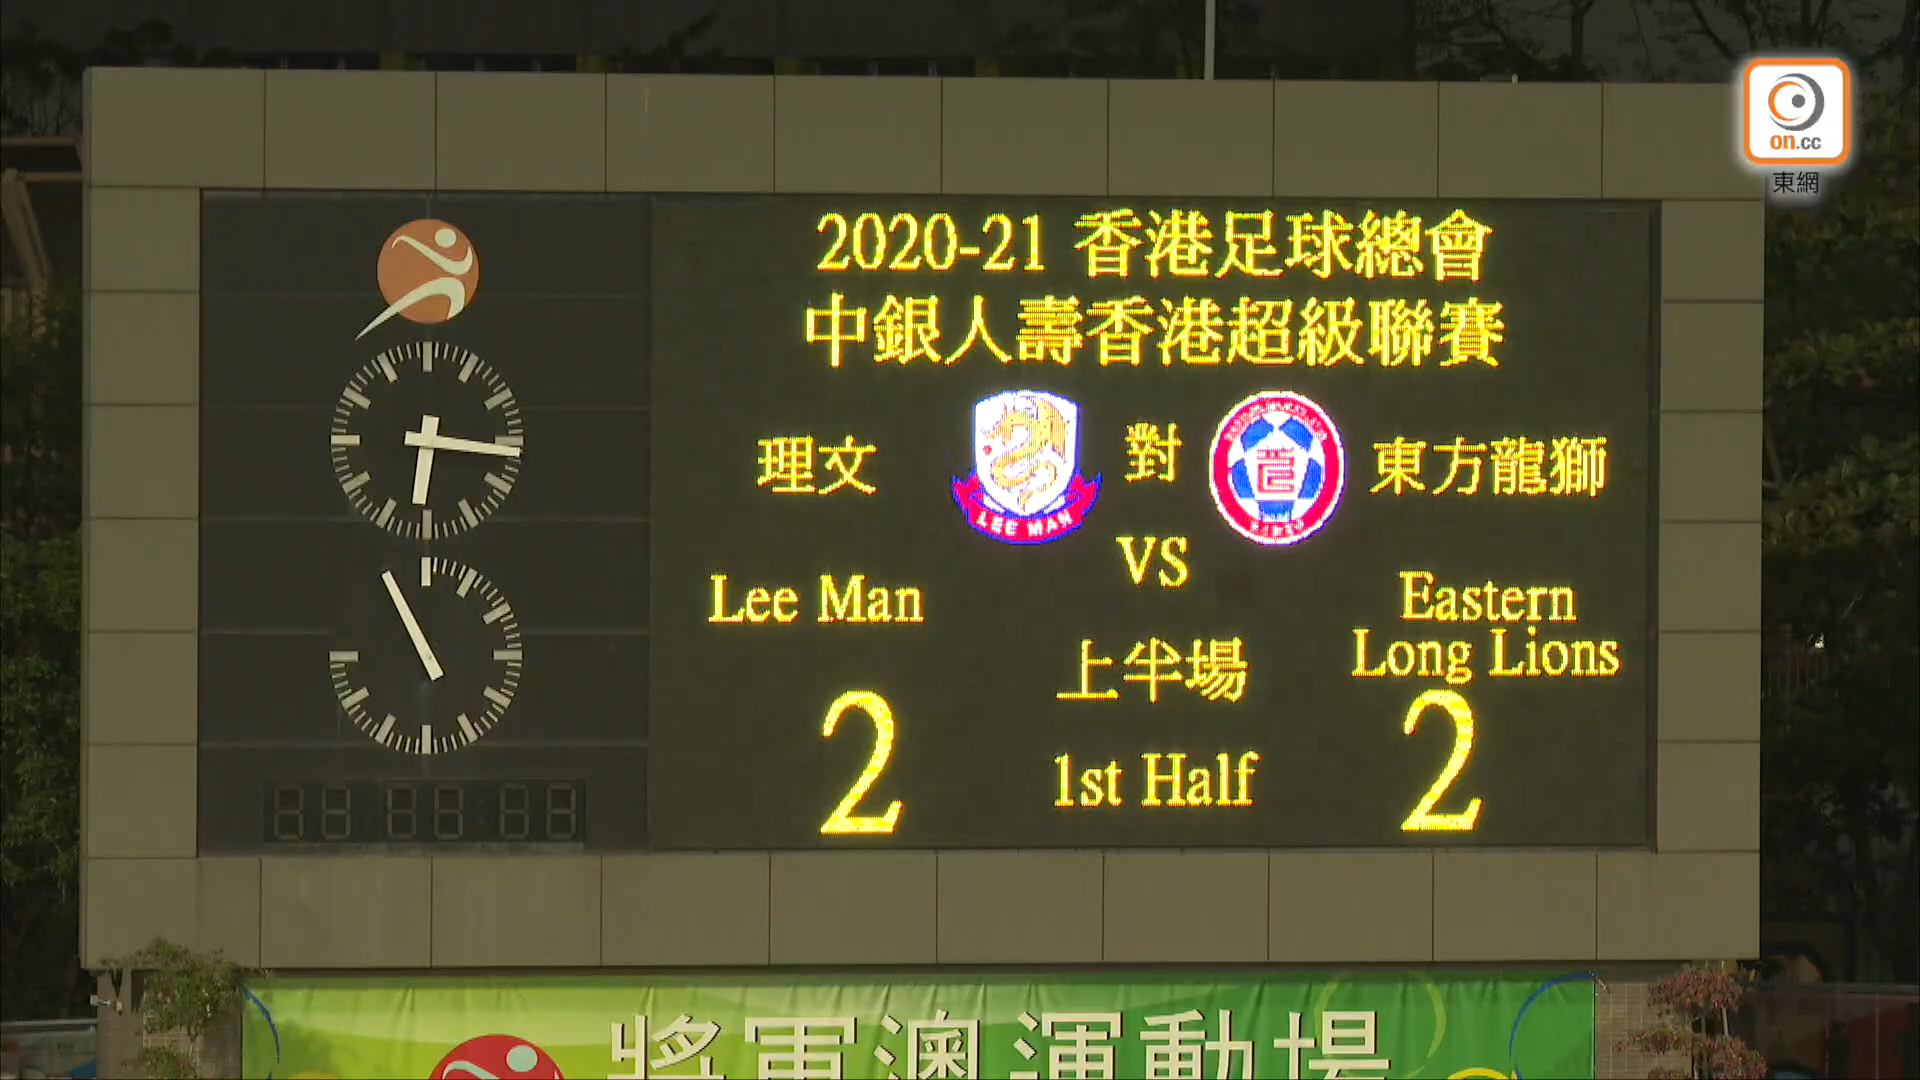 on.cc
東網
2020-21 香港足球總會
中銀人壽香港超級聯賽
理文
LEE MAN
對
東方龍獅
VS
Lee Man
Eastern
Long Lions
上半場
2
1st Half
2
將軍澳運動場